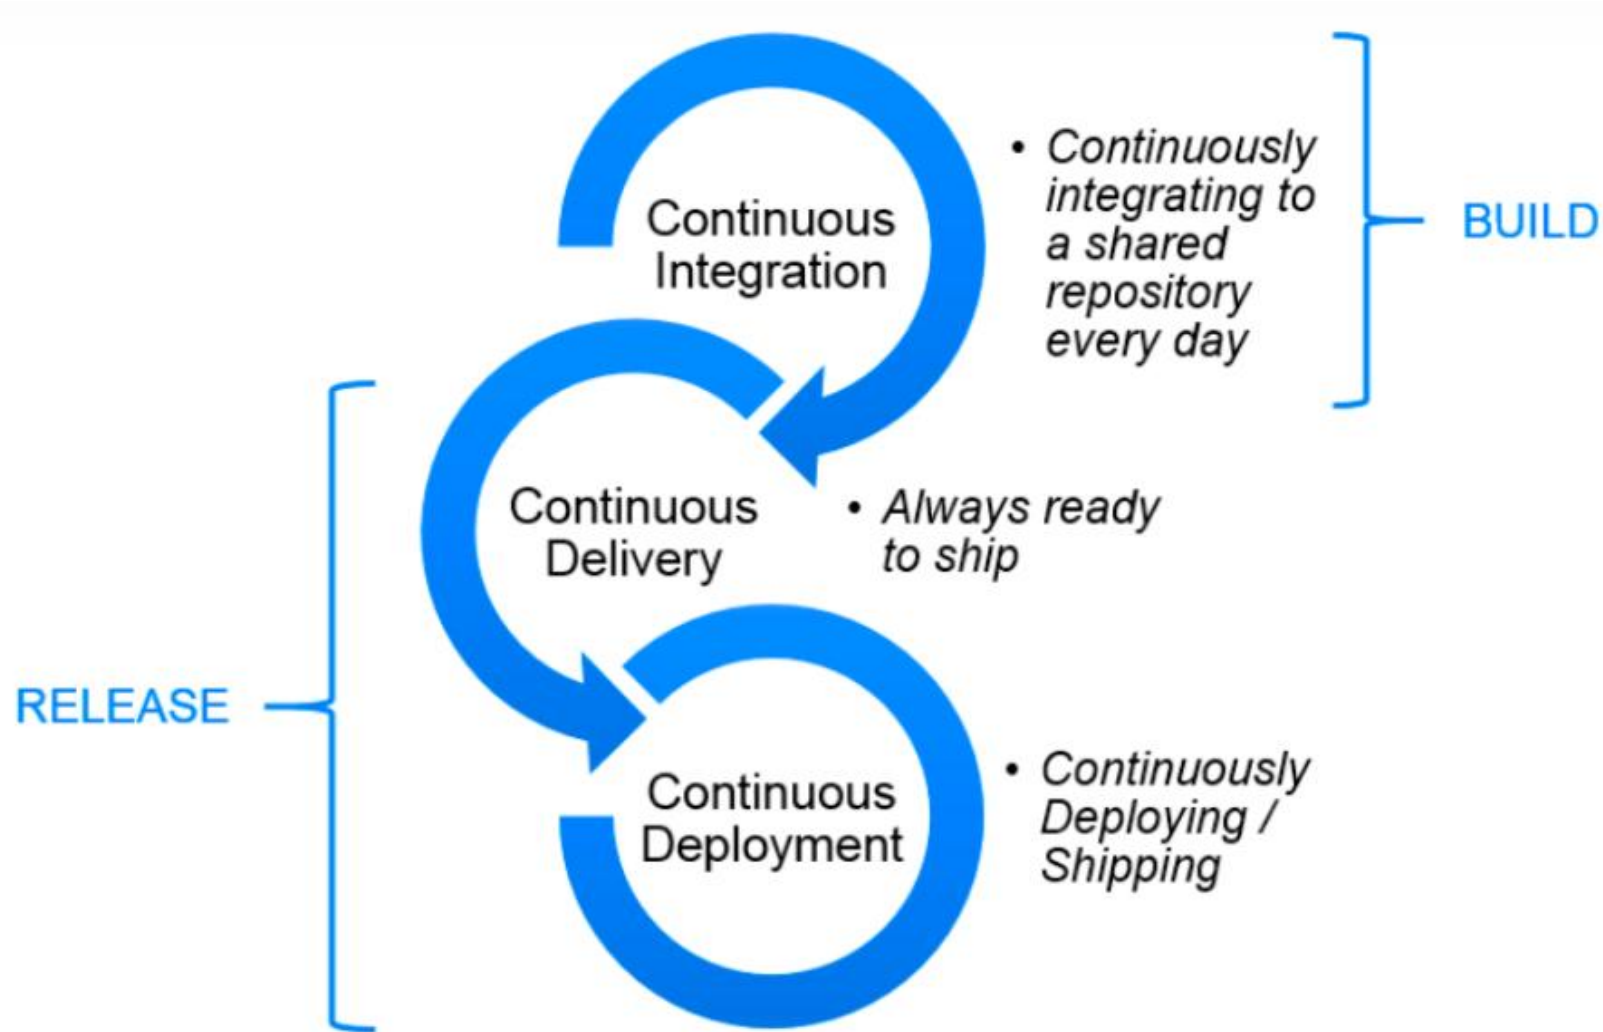 Continuous
Integration
• Continuously
integrating to
a shared
repository
every day
BUILD
Continuous
Delivery
• Always ready
to ship
RELEASE
Continuous
Deployment
• Continuously
Deploying /
Shipping